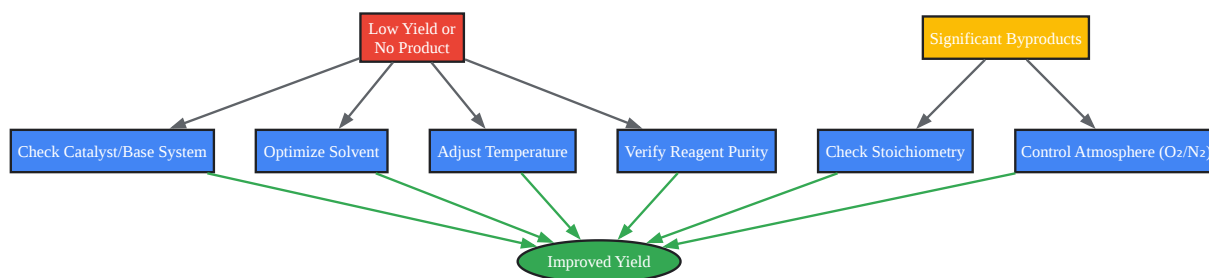 Low Yield or
No Product
Significant Byproducts
Check Catalyst/Base System
Optimize Solvent
Adjust Temperature
Verify Reagent Purity
Check Stoichiometry
Control Atmosphere (O₂/N₂)
Improved Yield